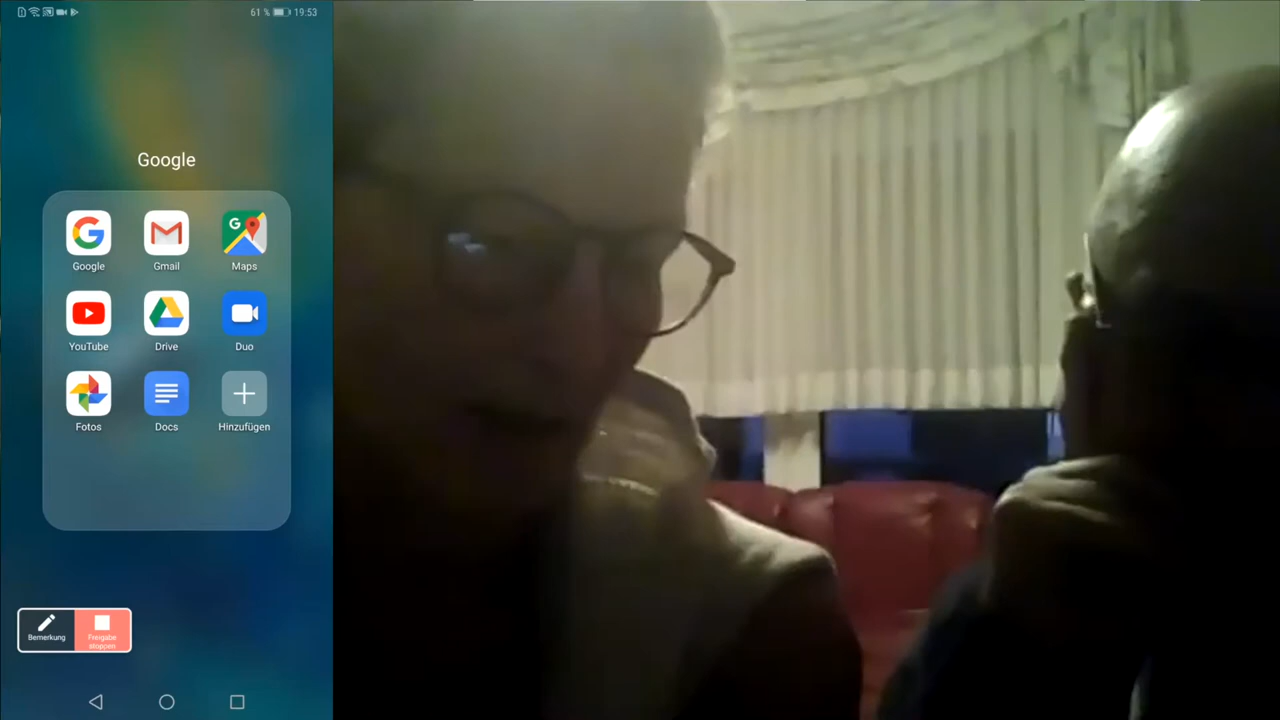 61 % 19:53
Google
Google Gmail Maps
YouTube Drive Duo
Fotos Docs Hinzufügen
Bemerkung
Freigabe
stoppen